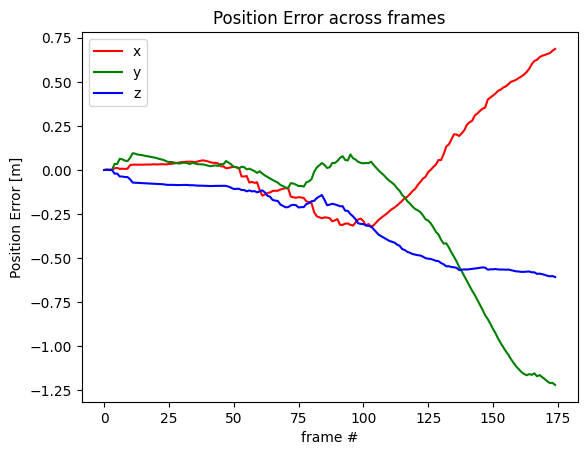 Position Error across frames
x
y
z
Position Error [m]
0.75
0.50
0.25
0.00
−0.25
−0.50
−0.75
−1.00
−1.25
0 25 50 75 100 125 150 175
frame #